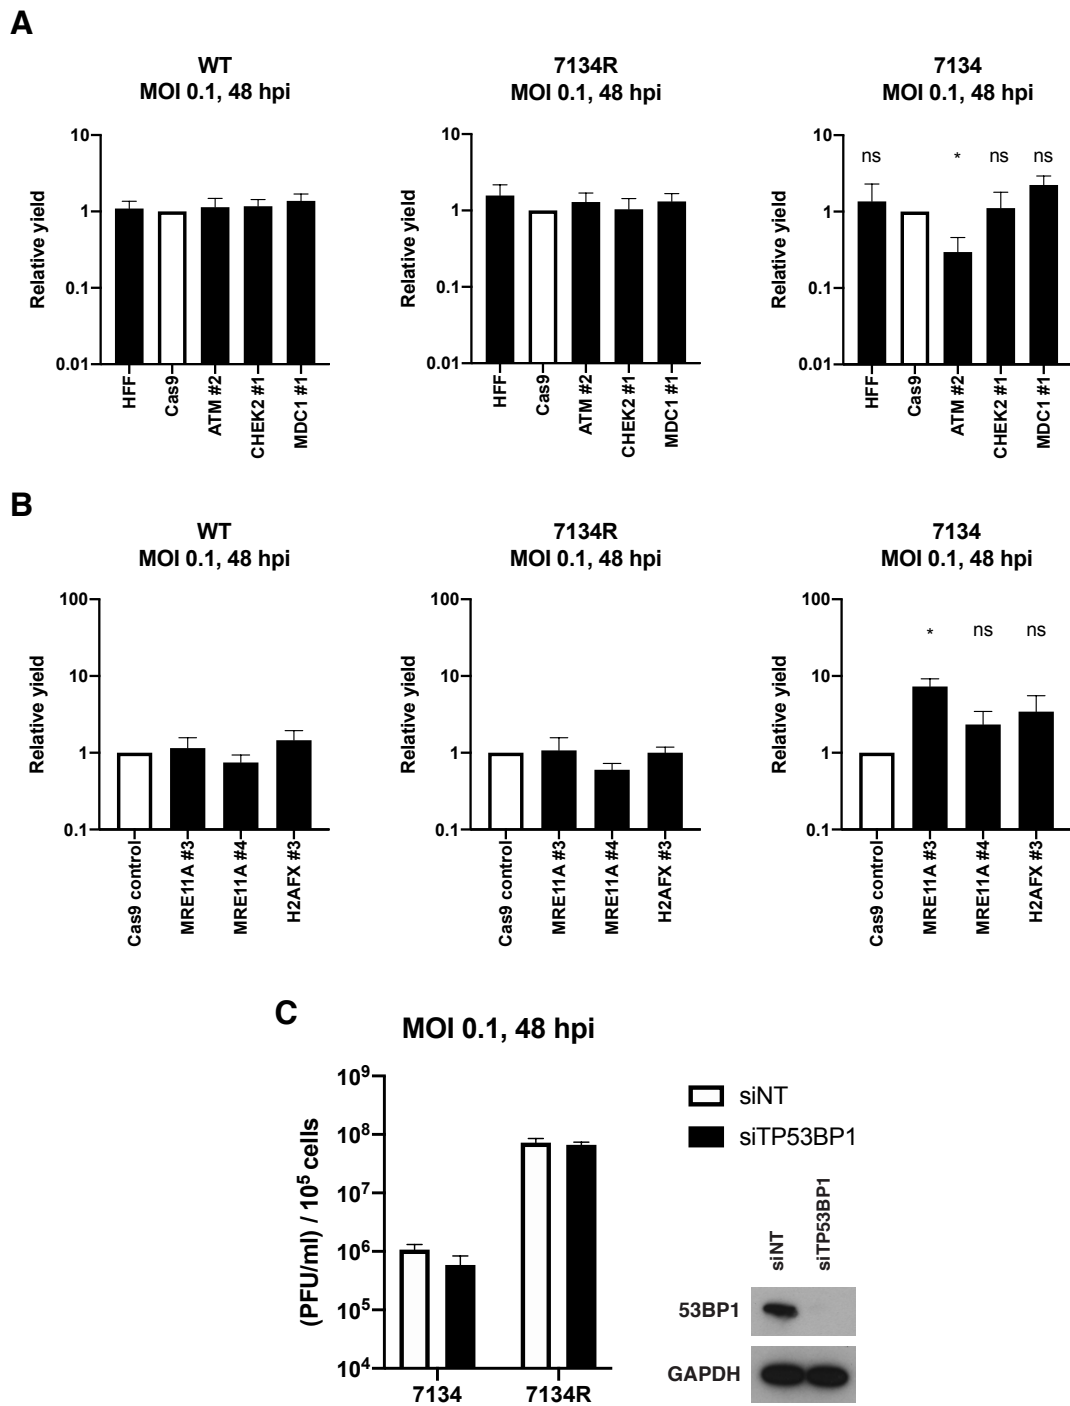 A
WT
MOI 0.1, 48 hpi
Relative yield
10
1
0.1
0.01
HFF
Cas9
ATM #2
CHEK2 #1
MDC1 #1
7134R
MOI 0.1, 48 hpi
Relative yield
10
1
0.1
0.01
HFF
Cas9
ATM #2
CHEK2 #1
MDC1 #1
7134
MOI 0.1, 48 hpi
Relative yield
10
1
0.1
0.01
ns * ns ns
HFF
Cas9
ATM #2
CHEK2 #1
MDC1 #1
B
WT
MOI 0.1, 48 hpi
Relative yield
100
10
1
0.1
Cas9 control
MRE11A #3
MRE11A #4
H2AFX #3
7134R
MOI 0.1, 48 hpi
Relative yield
100
10
1
0.1
Cas9 control
MRE11A #3
MRE11A #4
H2AFX #3
7134
MOI 0.1, 48 hpi
Relative yield
100
10
1
0.1
* ns ns
Cas9 control
MRE11A #3
MRE11A #4
H2AFX #3
C
MOI 0.1, 48 hpi
(PFU/ml) / 10⁵ cells
10⁹
10⁸
10⁷
10⁶
10⁵
10⁴
7134
7134R
siNT
siTP53BP1
siNT
siTP53BP1
53BP1
GAPDH